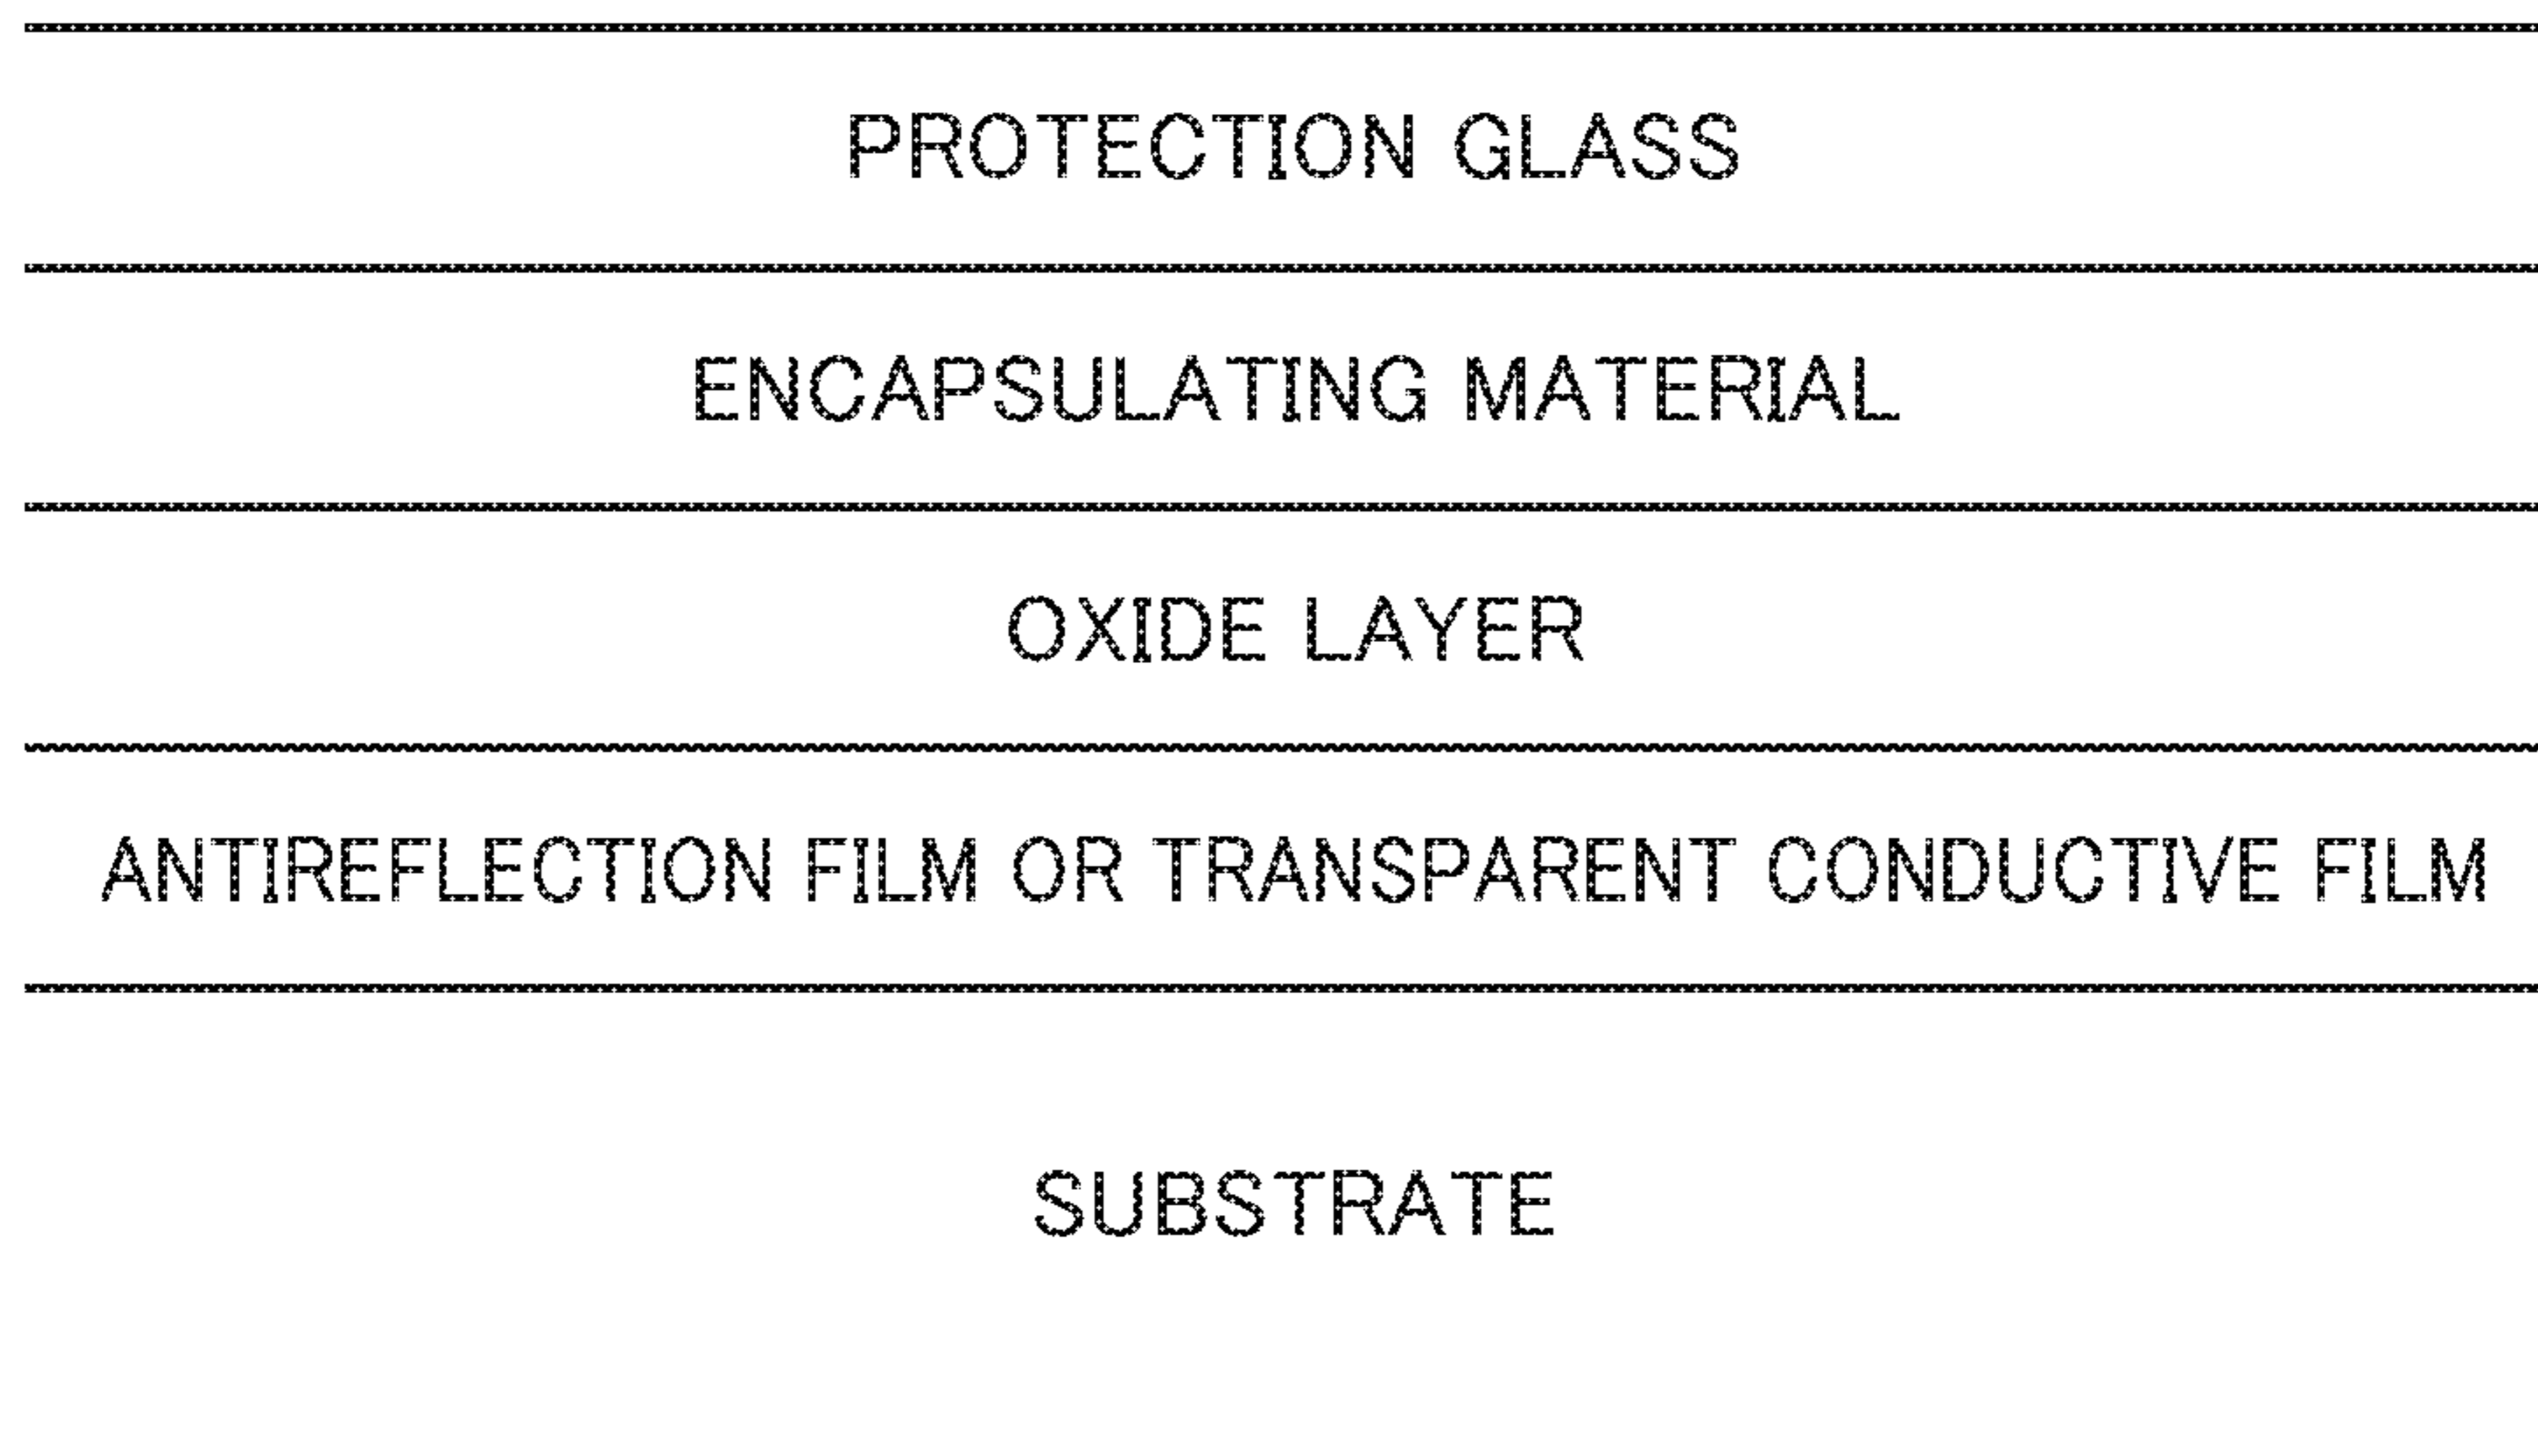 PROTECTION GLASS
ENCAPSULATING MATERIAL
OXIDE LAYER
ANTIREFLECTION FILM OR TRANSPARENT CONDUCTIVE FILM
SUBSTRATE